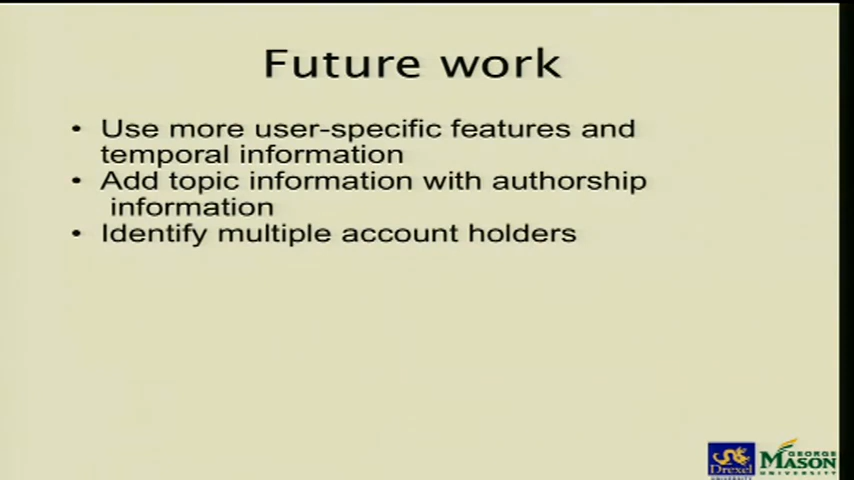 Future work
• Use more user-specific features and
temporal information
• Add topic information with authorship
information
• Identify multiple account holders
Drexel
UNIVERSITY
GEORGE
MASON
UNIVERSITY